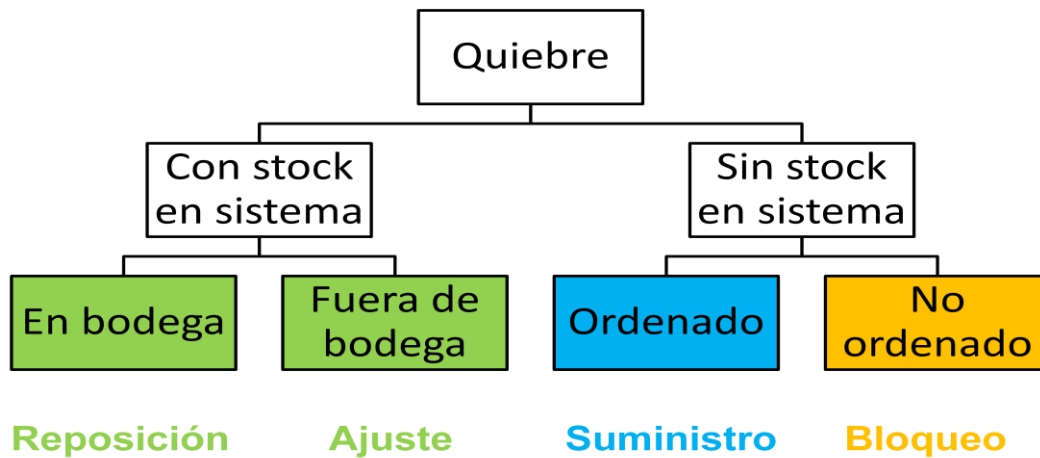 Quiebre
Con stock
en sistema
Sin stock
en sistema
En bodega
Fuera de
bodega
Ordenado
No
ordenado
Reposición
Ajuste
Suministro
Bloqueo